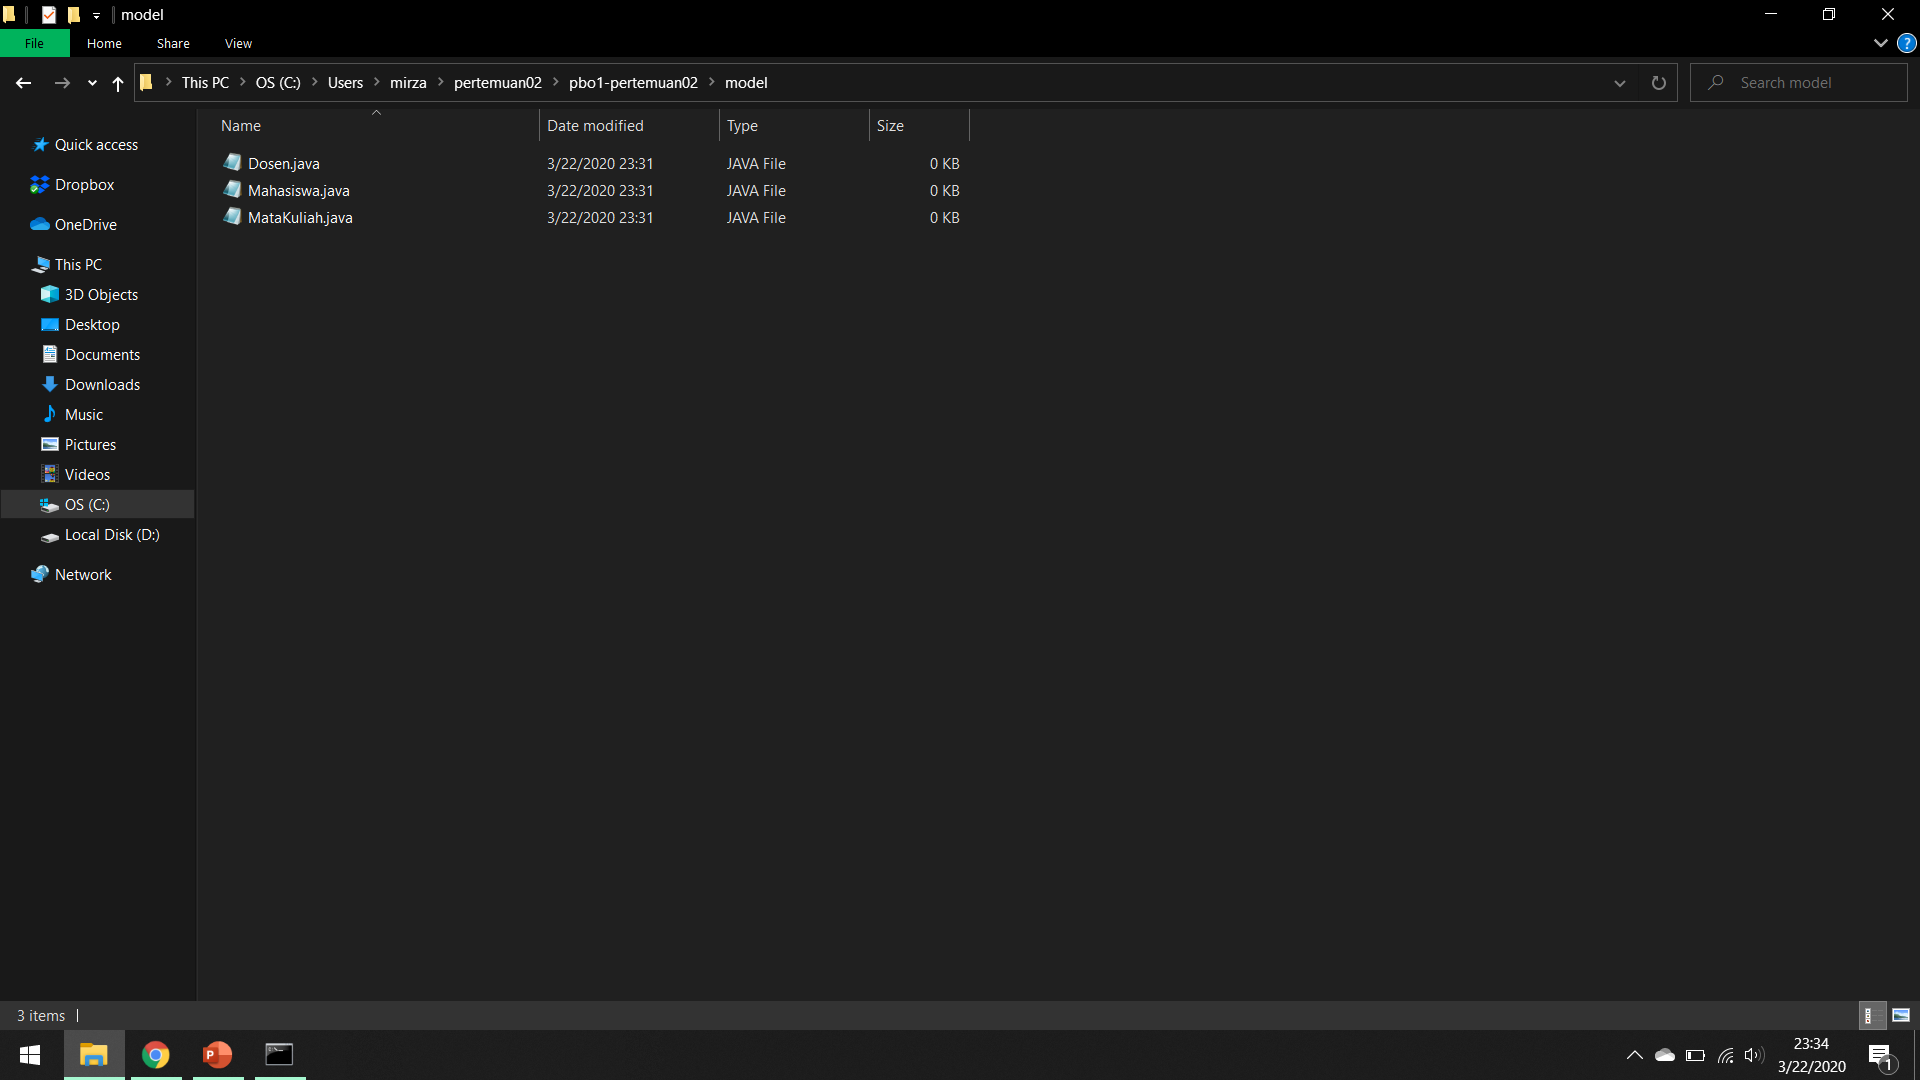 model
File Home Share View
This PC OS (C:) Users mirza pertemuan02 pbo1-pertemuan02 model
Search model
Name Date modified Type Size
Dosen.java 3/22/2020 23:31 JAVA File 0 KB
Mahasiswa.java 3/22/2020 23:31 JAVA File 0 KB
MataKuliah.java 3/22/2020 23:31 JAVA File 0 KB
Quick access
Dropbox
OneDrive
This PC
3D Objects
Desktop
Documents
Downloads
Music
Pictures
Videos
OS (C:)
Local Disk (D:)
Network
3 items
23:34
3/22/2020
1